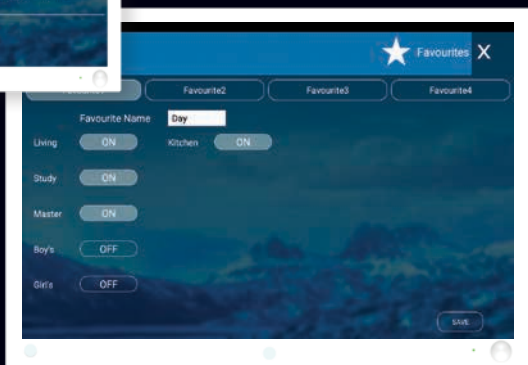 Favourites X
Favourite2 Favourite3 Favourite4
Favourite Name Day
Living ON Kitchen ON
Study ON
Master ON
Boy's OFF
Girl's OFF
SAVE